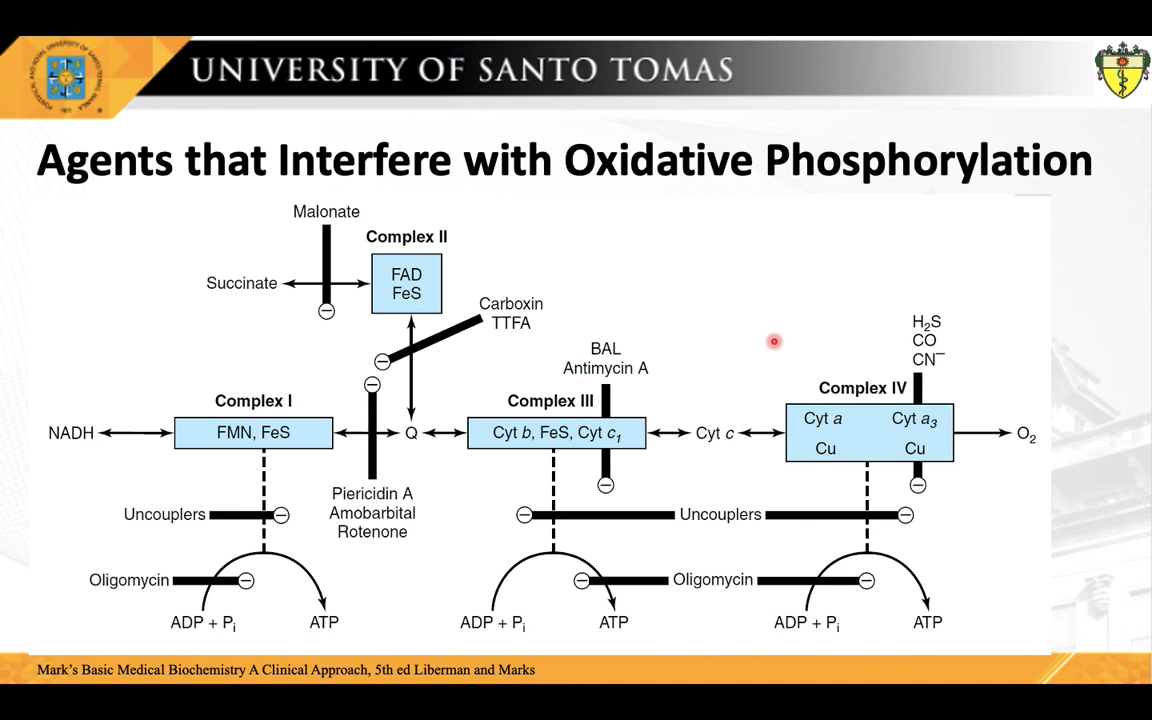 UNIVERSITY OF SANTO TOMAS
Agents that Interfere with Oxidative Phosphorylation
Malonate
Complex II
Succinate
FAD
FeS
Carboxin
TTFA
BAL
Antimycin A
H₂S
CO
CN⁻
Complex I
Complex III
Complex IV
NADH
FMN, FeS
Q
Cyt b, FeS, Cyt c₁
Cyt c
Cyt a
Cyt a₃
Cu
Cu
O₂
Piericidin A
Amobarbital
Rotenone
Uncouplers
Uncouplers
Oligomycin
Oligomycin
ADP + Pᵢ
ATP
ADP + Pᵢ
ATP
ADP + Pᵢ
ATP
Mark's Basic Medical Biochemistry A Clinical Approach, 5th ed Liberman and Marks